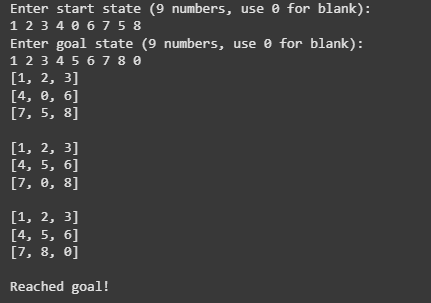 Enter start state (9 numbers, use 0 for blank):
1 2 3 4 0 6 7 5 8
Enter goal state (9 numbers, use 0 for blank):
1 2 3 4 5 6 7 8 0
[1, 2, 3]
[4, 0, 6]
[7, 5, 8]

[1, 2, 3]
[4, 5, 6]
[7, 0, 8]

[1, 2, 3]
[4, 5, 6]
[7, 8, 0]

Reached goal!